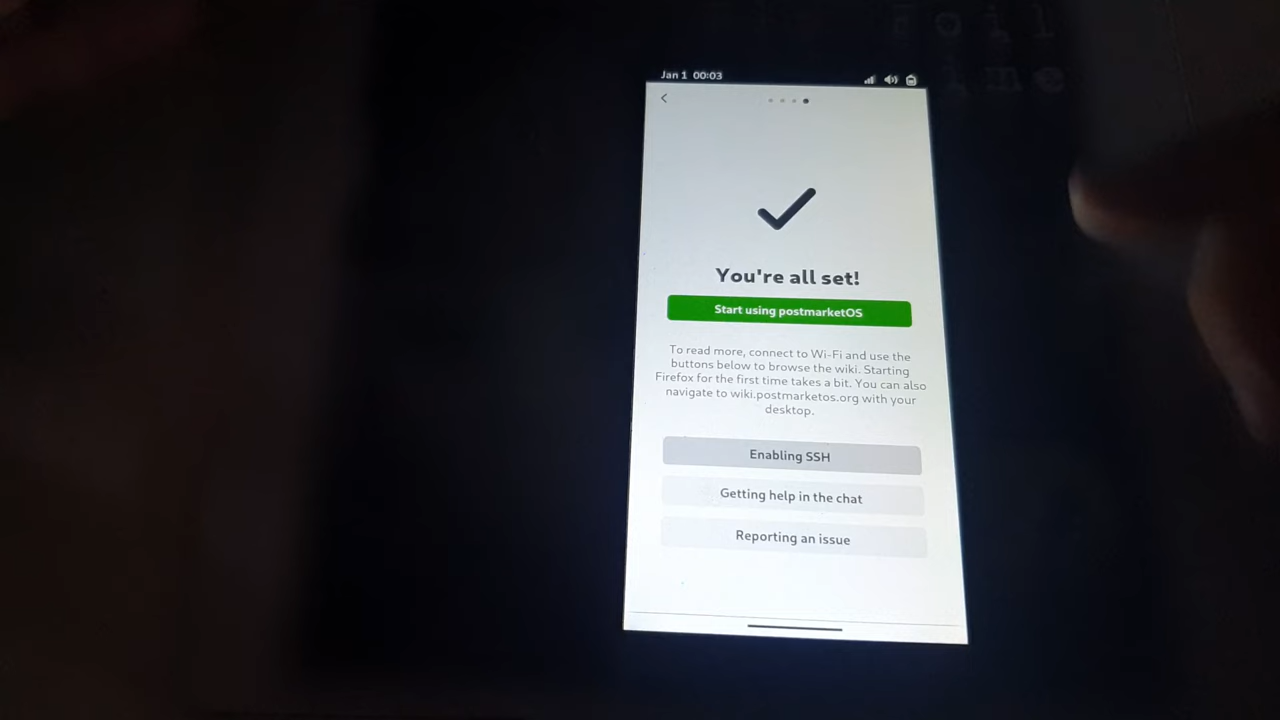 Jan 1 00:03
You're all set!
Start using postmarketOS
To read more, connect to Wi-Fi and use the
buttons below to browse the wiki. Starting
Firefox for the first time takes a bit. You can also
navigate to wiki.postmarketos.org with your
desktop.
Enabling SSH
Getting help in the chat
Reporting an issue